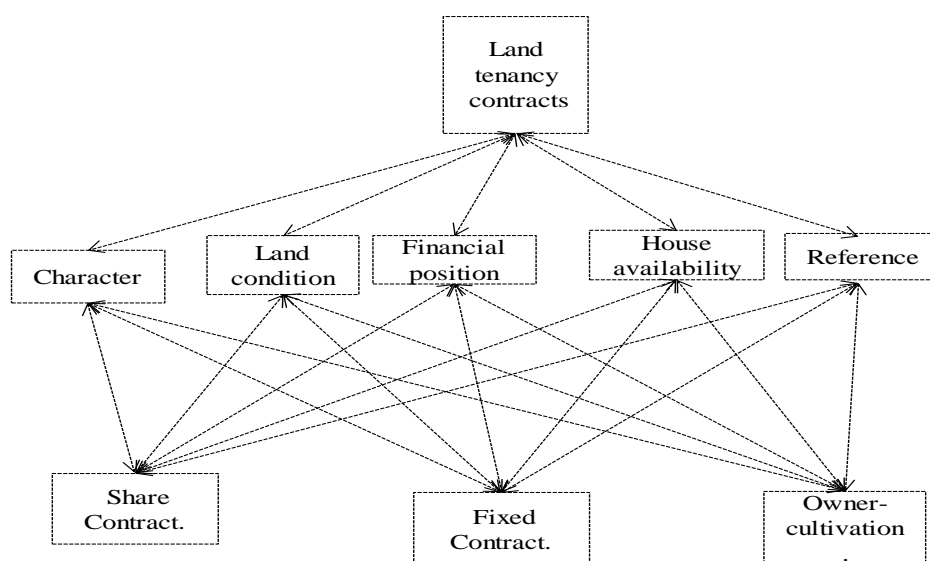 Land
tenancy
contracts
Character
Land
condition
Financial
position
House
availability
Reference
Share
Contract.
Fixed
Contract.
Owner-
cultivation
.